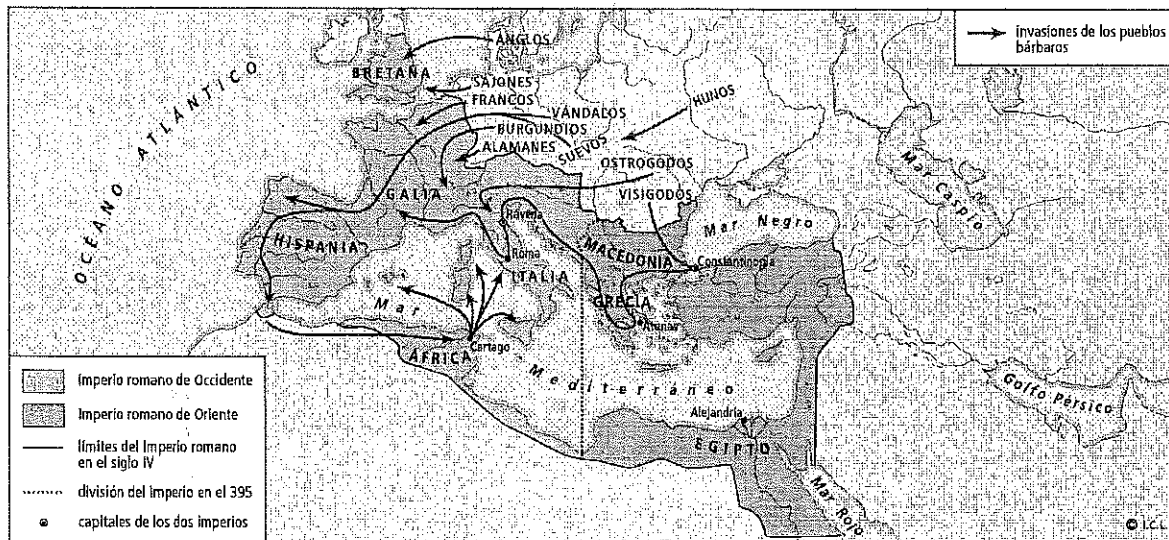 invasiones de los pueblos
bárbaros
OCÉANO ATLÁNTICO
ANGLOS
BRETAÑA
SAJONES
FRANCOS
VÁNDALOS
HUNOS
BURGUNDIOS
ALAMANES
SUEVOS
OSTROGODOS
VISIGODOS
GALIA
Mar Caspio
Rávena
Mar Negro
HISPANIA
MACEDONIA
Constantinopla
Roma
ITALIA
GRECIA
Atenas
Mar Mediterráneo
Cartago
ÁFRICA
Alejandría
EGIPTO
Golfo Pérsico
Mar Rojo
Imperio romano de Occidente
Imperio romano de Oriente
límites del Imperio romano
en el siglo IV
división del imperio en el 395
capitales de los dos imperios
© I.C.L.